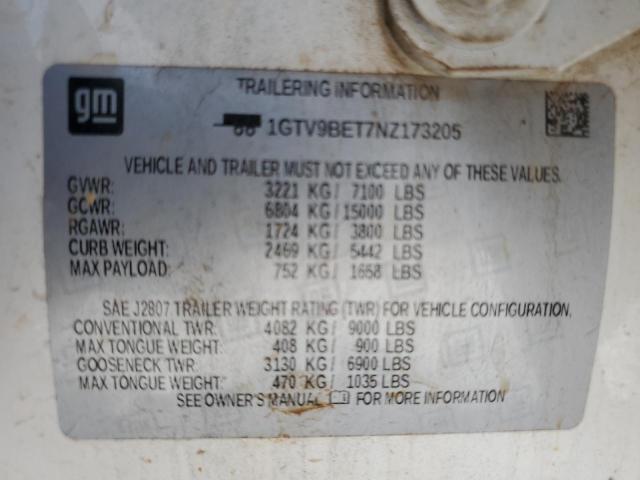 gm
TRAILERING INFORMATION
1GTV9BET7NZ173205
VEHICLE AND TRAILER MUST NOT EXCEED ANY OF THESE VALUES.
GVWR: 3221 KG/ 7100 LBS
GCWR: 6804 KG/ 15000 LBS
RGAWR: 1724 KG/ 3800 LBS
CURB WEIGHT: 2469 KG/ 5442 LBS
MAX PAYLOAD: 752 KG/ 1658 LBS
SAE J2807 TRAILER WEIGHT RATING (TWR) FOR VEHICLE CONFIGURATION.
CONVENTIONAL TWR: 4082 KG/ 9000 LBS
MAX TONGUE WEIGHT: 408 KG/ 900 LBS
GOOSENECK TWR: 3130 KG/ 6900 LBS
MAX TONGUE WEIGHT: 470 KG/ 1035 LBS
SEE OWNER'S MANUAL FOR MORE INFORMATION